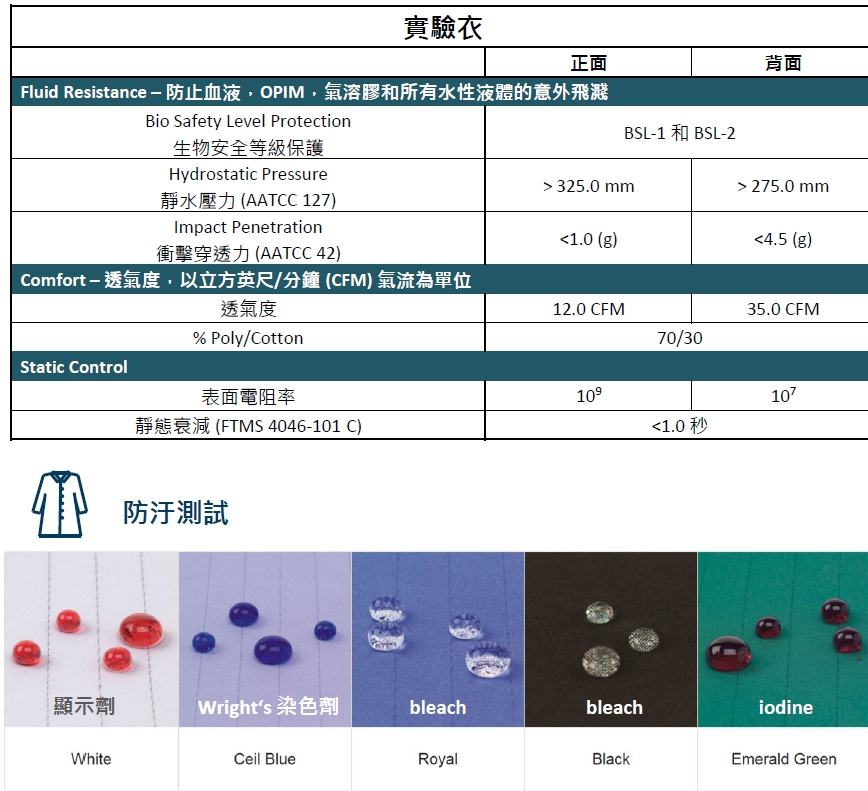 實驗衣
正面 背面
Fluid Resistance – 防止血液，OPIM，氣溶膠和所有水性液體的意外飛濺
Bio Safety Level Protection
生物安全等級保護
BSL-1 和 BSL-2
Hydrostatic Pressure
靜水壓力 (AATCC 127)
> 325.0 mm > 275.0 mm
Impact Penetration
衝擊穿透力 (AATCC 42)
<1.0 (g) <4.5 (g)
Comfort – 透氣度，以立方英尺/分鐘 (CFM) 氣流為單位
透氣度 12.0 CFM 35.0 CFM
% Poly/Cotton 70/30
Static Control
表面電阻率 10⁹ 10⁷
靜態衰減 (FTMS 4046-101 C) <1.0 秒
防汙測試
顯示劑 Wright‘s 染色劑 bleach bleach iodine
White Ceil Blue Royal Black Emerald Green